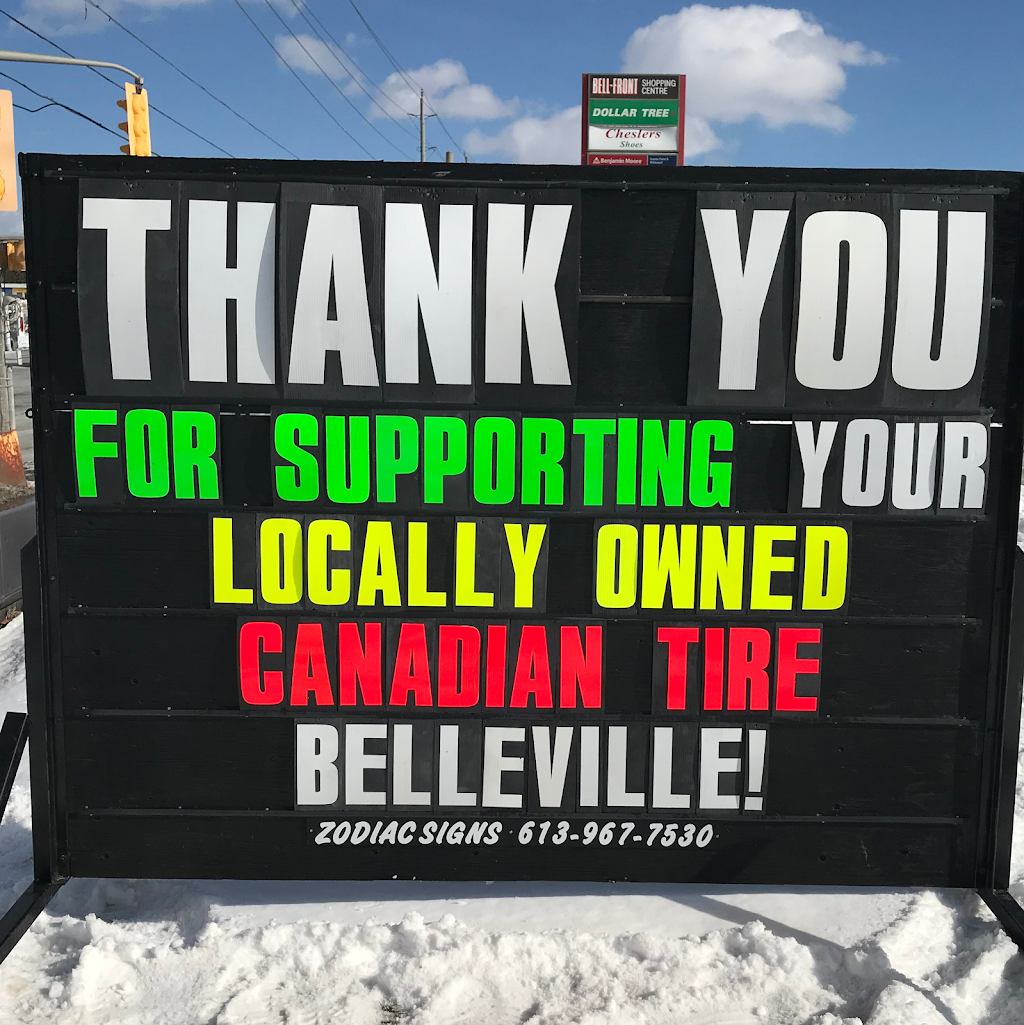 BELL-FRONT SHOPPING CENTRE
DOLLAR TREE
Cheslers
Shoes
Benjamin Moore
THANK YOU
FOR SUPPORTING YOUR
LOCALLY OWNED
CANADIAN TIRE
BELLEVILLE!
ZODIAC SIGNS 613-967-7530